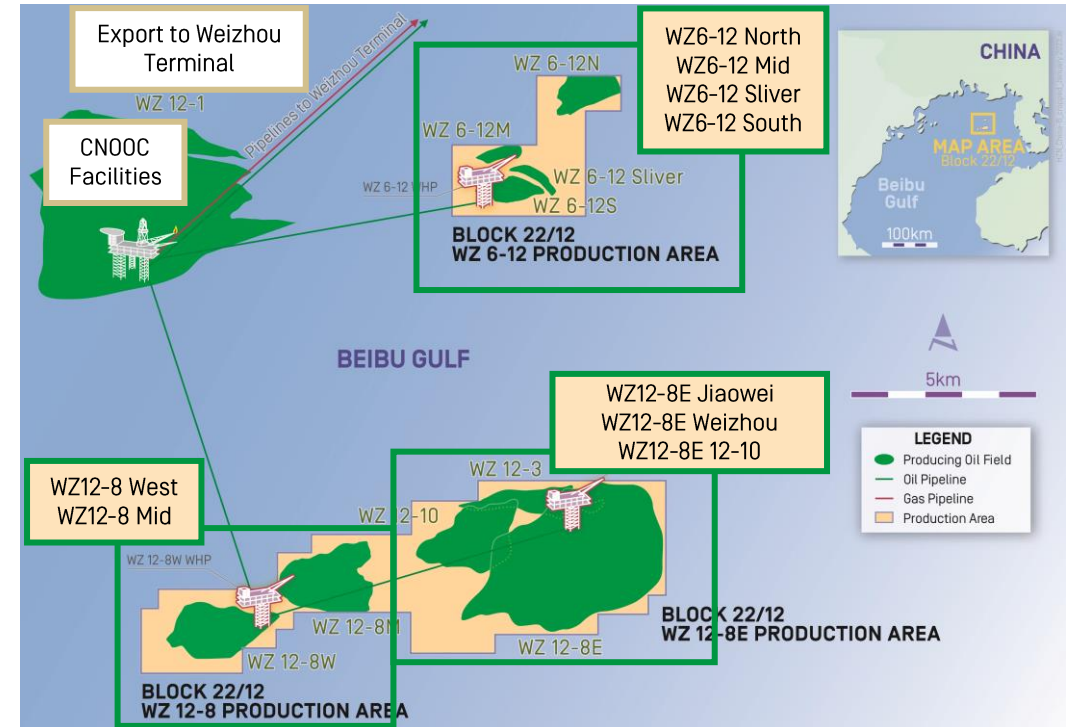 Export to Weizhou
Terminal
WZ 12-1
CNOOC
Facilities
Pipelines to Weizhou Terminal
WZ 6-12N
WZ6-12 North
WZ6-12 Mid
WZ6-12 Sliver
WZ6-12 South
WZ 6-12M
WZ 6-12 WHP
WZ 6-12 Sliver
WZ 6-12S
BLOCK 22/12
WZ 6-12 PRODUCTION AREA
CHINA
MAP AREA
Block 22/12
Beibu
Gulf
100km
BEIBU GULF
5km
WZ12-8E Jiaowei
WZ12-8E Weizhou
WZ12-8E 12-10
LEGEND
Producing Oil Field
Oil Pipeline
Gas Pipeline
Production Area
WZ12-8 West
WZ12-8 Mid
WZ 12-3
WZ 12-10
WZ 12-8W WHP
WZ 12-8M
WZ 12-8W
WZ 12-8E
BLOCK 22/12
WZ 12-8E PRODUCTION AREA
BLOCK 22/12
WZ 12-8 PRODUCTION AREA